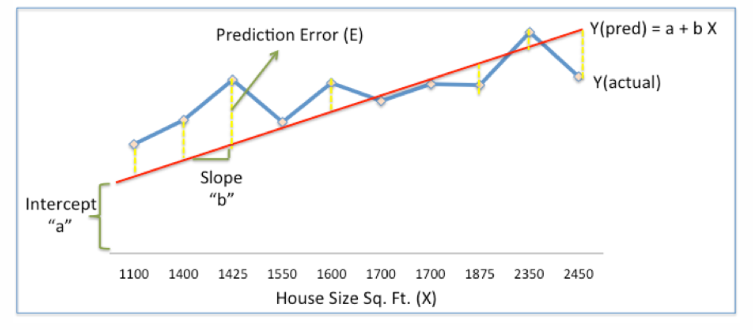 Prediction Error (E)
Y(pred) = a + b X
Y(actual)
Slope
“b”
Intercept
“a”
1100 1400 1425 1550 1600 1700 1700 1875 2350 2450
House Size Sq. Ft. (X)